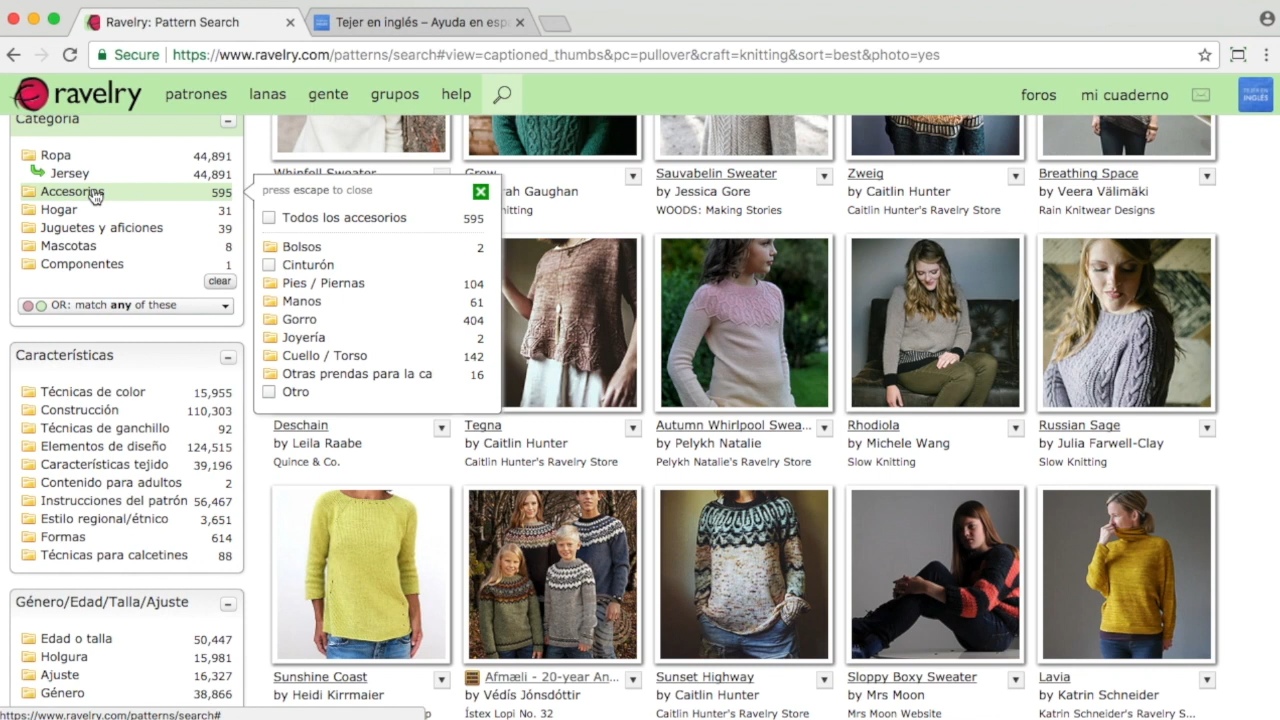 Ravelry: Pattern Search
Tejer en inglés – Ayuda en esp
Secure
https://www.ravelry.com/patterns/search#view=captioned_thumbs&pc=pullover&craft=knitting&sort=best&photo=yes
ravelry
patrones
lanas
gente
grupos
help
foros
mi cuaderno
TEJER EN
INGLÉS
Categoría
Ropa 44,891
Jersey 44,891
Accesorios 595
Hogar 31
Juguetes y aficiones 39
Mascotas 8
Componentes 1
clear
OR: match any of these
Características
Técnicas de color 15,955
Construcción 110,303
Técnicas de ganchillo 92
Elementos de diseño 124,515
Características tejido 39,196
Contenido para adultos 2
Instrucciones del patrón 56,467
Estilo regional/étnico 3,651
Formas 614
Técnicas para calcetines 88
Género/Edad/Talla/Ajuste
Edad o talla 50,447
Holgura 15,981
Ajuste 16,327
Género 38,866
https://www.ravelry.com/patterns/search#
press escape to close
Todos los accesorios 595
Bolsos 2
Cinturón
Pies / Piernas 104
Manos 61
Gorro 404
Joyería 2
Cuello / Torso 142
Otras prendas para la ca 16
Otro
Sauvabelin Sweater
by Jessica Gore
WOODS: Making Stories
Zweig
by Caitlin Hunter
Caitlin Hunter's Ravelry Store
Breathing Space
by Veera Välimäki
Rain Knitwear Designs
rah Gaughan
nitting
Deschain
by Leila Raabe
Quince & Co.
Tegna
by Caitlin Hunter
Caitlin Hunter's Ravelry Store
Autumn Whirlpool Swea...
by Pelykh Natalie
Pelykh Natalie's Ravelry Store
Rhodiola
by Michele Wang
Slow Knitting
Russian Sage
by Julia Farwell-Clay
Slow Knitting
Sunshine Coast
by Heidi Kirrmaier
p
Afmæli - 20-year An...
by Védís Jónsdóttir
Ístex Lopi No. 32
Sunset Highway
by Caitlin Hunter
Caitlin Hunter's Ravelry Store
Sloppy Boxy Sweater
by Mrs Moon
Mrs Moon Website
Lavia
by Katrin Schneider
Katrin Schneider's Ravelry S...